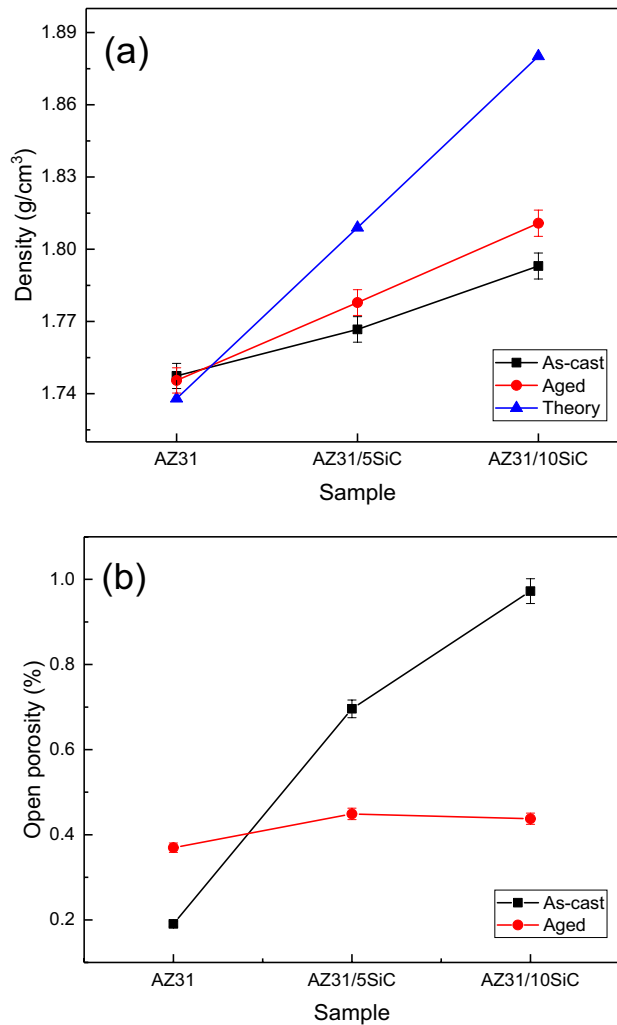 (a)
Density (g/cm³)
1.89
1.86
1.83
1.80
1.77
1.74
As-cast
Aged
Theory
AZ31 AZ31/5SiC AZ31/10SiC
Sample
(b)
Open porosity (%)
1.0
0.8
0.6
0.4
0.2
As-cast
Aged
AZ31 AZ31/5SiC AZ31/10SiC
Sample